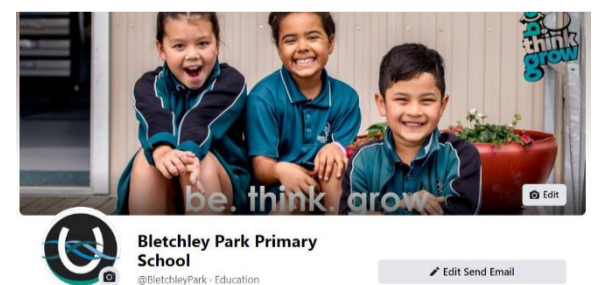 be
think
grow
be. think. grow.
Edit
Bletchley Park Primary
School
@BletchleyPark · Education
Edit Send Email